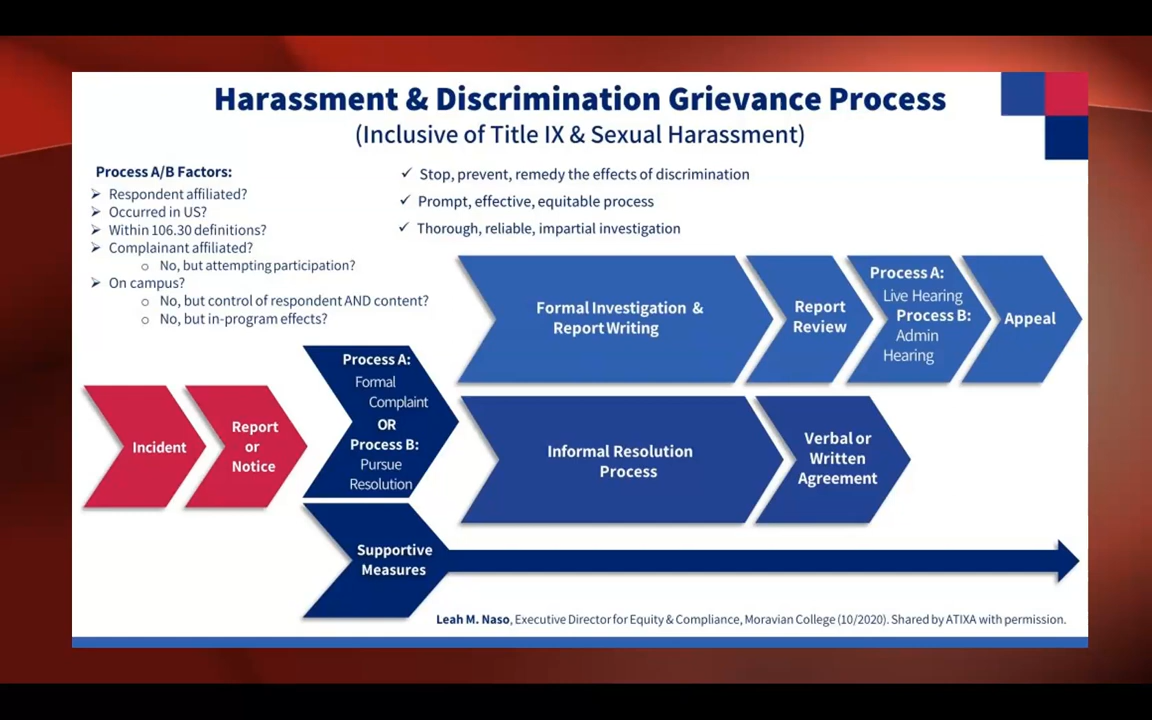 Harassment & Discrimination Grievance Process
(Inclusive of Title IX & Sexual Harassment)
Process A/B Factors:
Respondent affiliated?
Occurred in US?
Within 106.30 definitions?
Complainant affiliated?
No, but attempting participation?
On campus?
No, but control of respondent AND content?
No, but in-program effects?
Stop, prevent, remedy the effects of discrimination
Prompt, effective, equitable process
Thorough, reliable, impartial investigation
Incident
Report
or
Notice
Process A:
Formal
Complaint
OR
Process B:
Pursue
Resolution
Formal Investigation &
Report Writing
Report
Review
Process A:
Live Hearing
Process B:
Admin
Hearing
Appeal
Informal Resolution
Process
Verbal or
Written
Agreement
Supportive
Measures
Leah M. Naso, Executive Director for Equity & Compliance, Moravian College (10/2020). Shared by ATIXA with permission.